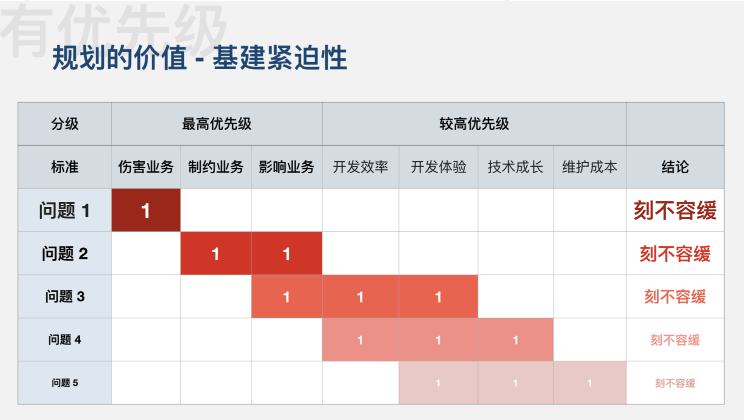 有优先级
规划的价值 - 基建紧迫性
分级 最高优先级 较高优先级
标准 伤害业务 制约业务 影响业务 开发效率 开发体验 技术成长 维护成本 结论
问题 1 1 刻不容缓
问题 2 1 1 刻不容缓
问题 3 1 1 1 刻不容缓
问题 4 1 1 1 刻不容缓
问题 5 1 1 1 刻不容缓